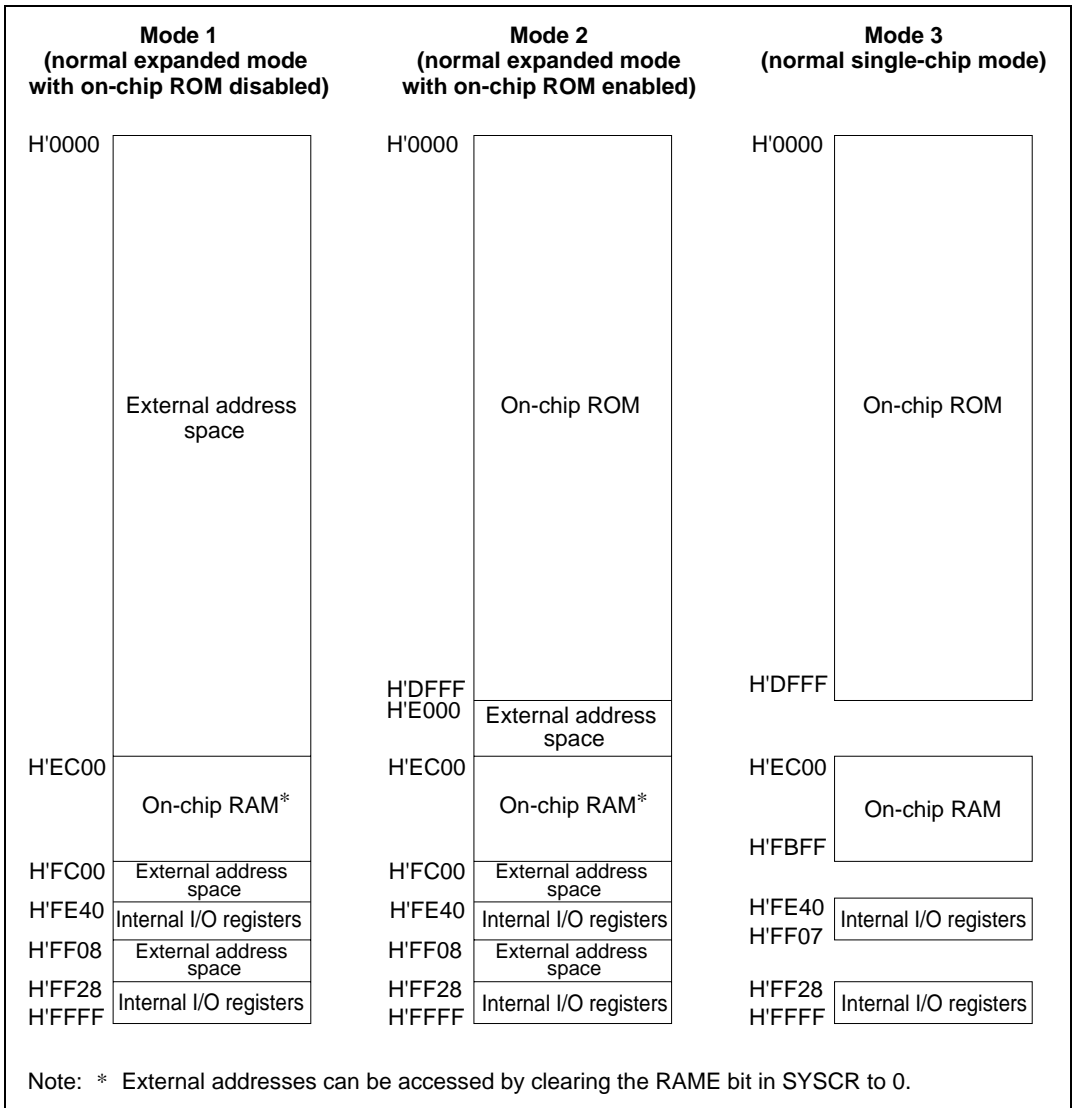 Mode 1
(normal expanded mode
with on-chip ROM disabled)
H'0000
External address
space
H'EC00
On-chip RAM*
H'FC00
External address
space
H'FE40
Internal I/O registers
H'FF08
External address
space
H'FF28
Internal I/O registers
H'FFFF
Mode 2
(normal expanded mode
with on-chip ROM enabled)
H'0000
On-chip ROM
H'DFFF
H'E000
External address
space
H'EC00
On-chip RAM*
H'FC00
External address
space
H'FE40
Internal I/O registers
H'FF08
External address
space
H'FF28
Internal I/O registers
H'FFFF
Mode 3
(normal single-chip mode)
H'0000
On-chip ROM
H'DFFF
H'EC00
On-chip RAM
H'FBFF
H'FE40
Internal I/O registers
H'FF07
H'FF28
Internal I/O registers
H'FFFF
Note: * External addresses can be accessed by clearing the RAME bit in SYSCR to 0.